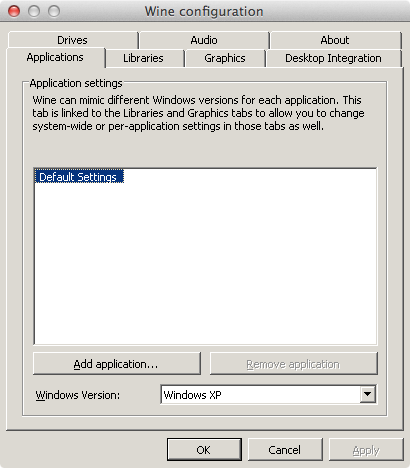 Wine configuration
Drives Audio About
Applications Libraries Graphics Desktop Integration
Application settings
Wine can mimic different Windows versions for each application. This
tab is linked to the Libraries and Graphics tabs to allow you to change
system-wide or per-application settings in those tabs as well.
Default Settings
Add application... Remove application
Windows Version: Windows XP
OK Cancel Apply